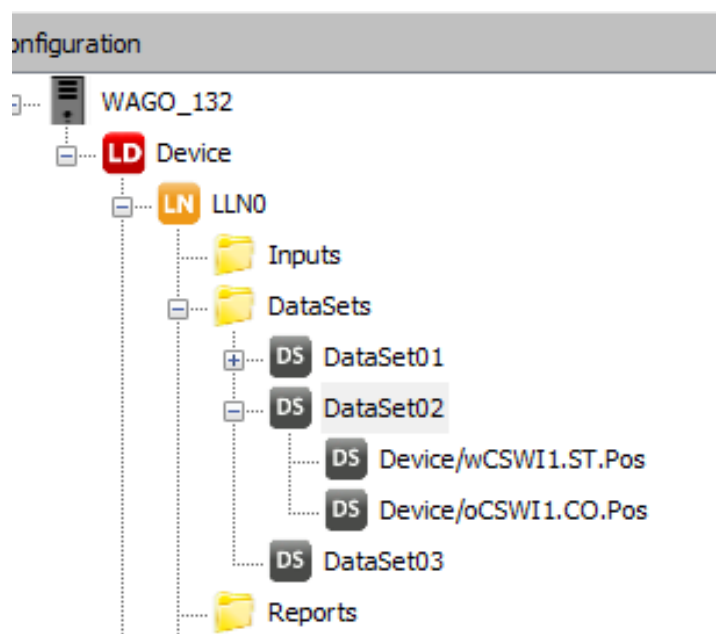 onfiguration
WAGO_132
LD Device
LN LLN0
Inputs
DataSets
DS DataSet01
DS DataSet02
DS Device/wCSWI1.ST.Pos
DS Device/oCSWI1.CO.Pos
DS DataSet03
Reports